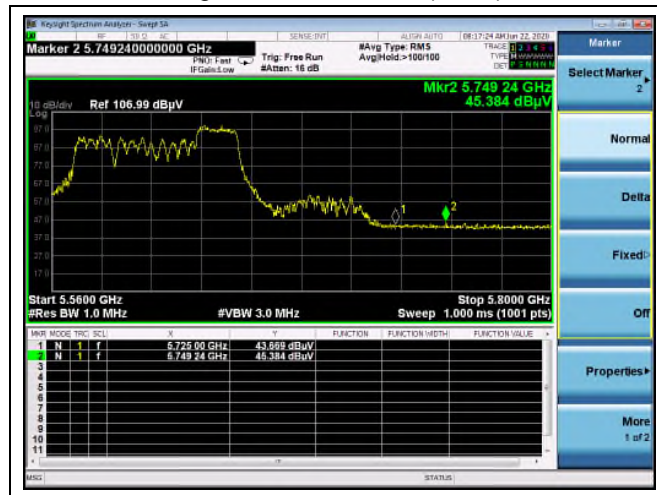 Keysight Spectrum Analyzer - Swept SA
RF 50 Ω AC SENSE:INT ALIGN AUTO 08:17:24 AM Jun 22, 2020
Marker 2 5.749240000000 GHz
PNO: Fast
IFGain:Low
Trig: Free Run
#Atten: 16 dB
#Avg Type: RMS
Avg|Hold:>100/100
TRACE 1 2 3 4 5 6
TYPE
DET
Mkr2 5.749 24 GHz
45.384 dBµV
10 dB/div Ref 106.99 dBµV
Log
97.0
87.0
77.0
67.0
57.0
47.0
37.0
27.0
17.0
1
2
Start 5.5600 GHz
Stop 5.8000 GHz
#Res BW 1.0 MHz
#VBW 3.0 MHz
Sweep 1.000 ms (1001 pts)
MKR MODE TRC SCL X Y FUNCTION FUNCTION WIDTH FUNCTION VALUE
1 N 1 f 5.725 00 GHz 43.669 dBuV
2 N 1 f 5.749 24 GHz 45.384 dBuV
3
4
5
6
7
8
9
10
11
MSG
STATUS
Marker
Select Marker
2
Normal
Delta
Fixed
Off
Properties
More
1 of 2